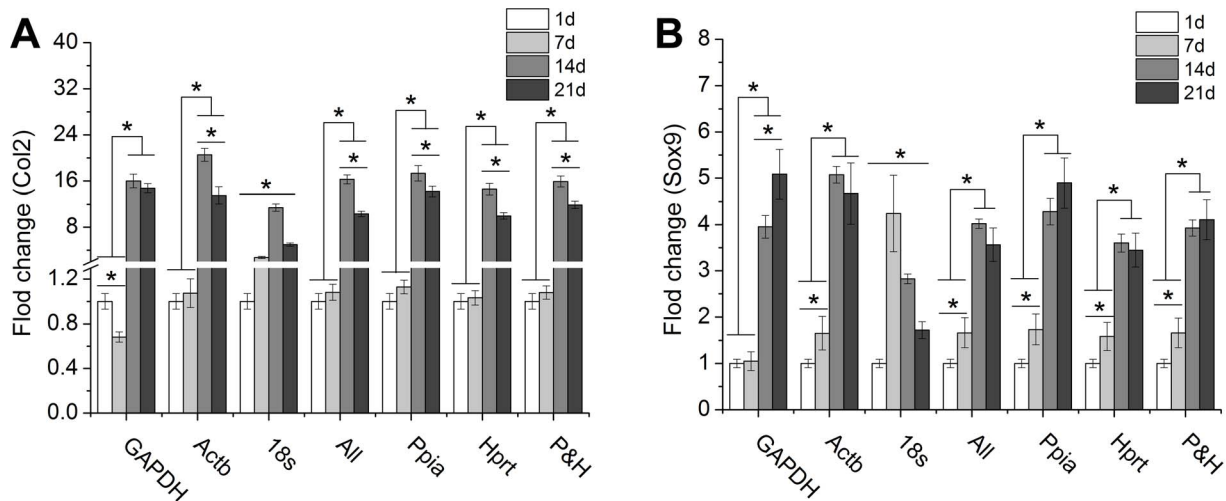 A
1d
7d
14d
21d
Flod change (Col2)
40
32
24
16
8
1.2
0.8
0.4
0.0
* * * * * * *
* * * * * *
GAPDH
Actb
18s
All
Ppia
Hprt
P&H
B
1d
7d
14d
21d
Flod change (Sox9)
8
7
6
5
4
3
2
1
0
* * * * * * *
* * * * * *
GAPDH
Actb
18s
All
Ppia
Hprt
P&H